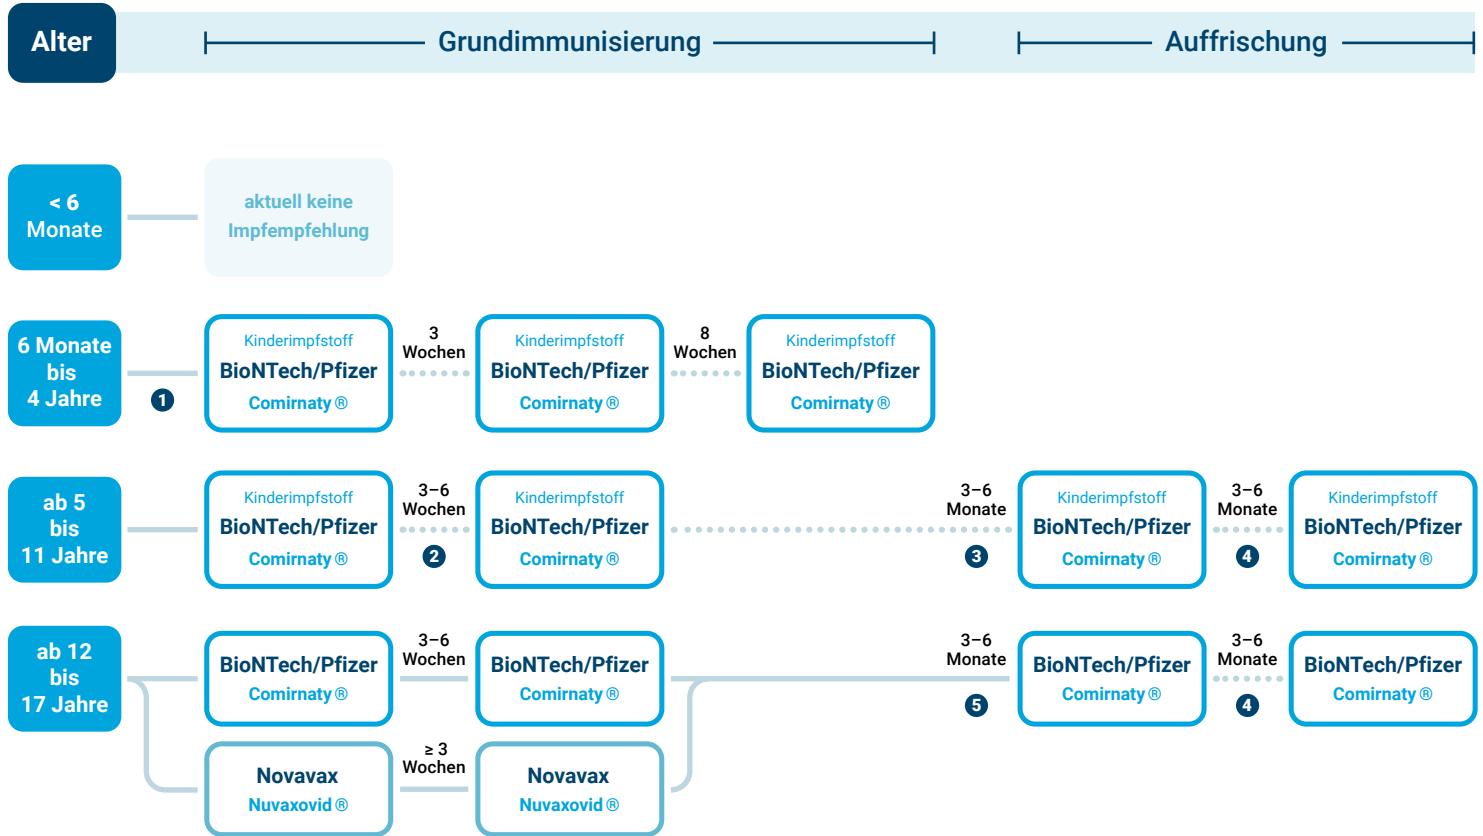 Alter
Grundimmunisierung
Auffrischung
< 6
Monate
aktuell keine
Impfempfehlung
6 Monate
bis
4 Jahre
1
Kinderimpfstoff
BioNTech/Pfizer
Comirnaty ®
3
Wochen
Kinderimpfstoff
BioNTech/Pfizer
Comirnaty ®
8
Wochen
Kinderimpfstoff
BioNTech/Pfizer
Comirnaty ®
ab 5
bis
11 Jahre
Kinderimpfstoff
BioNTech/Pfizer
Comirnaty ®
3–6
Wochen
2
Kinderimpfstoff
BioNTech/Pfizer
Comirnaty ®
3–6
Monate
3
Kinderimpfstoff
BioNTech/Pfizer
Comirnaty ®
3–6
Monate
4
Kinderimpfstoff
BioNTech/Pfizer
Comirnaty ®
ab 12
bis
17 Jahre
BioNTech/Pfizer
Comirnaty ®
3–6
Wochen
BioNTech/Pfizer
Comirnaty ®
3–6
Monate
5
BioNTech/Pfizer
Comirnaty ®
3–6
Monate
4
BioNTech/Pfizer
Comirnaty ®
Novavax
Nuvaxovid ®
≥ 3
Wochen
Novavax
Nuvaxovid ®